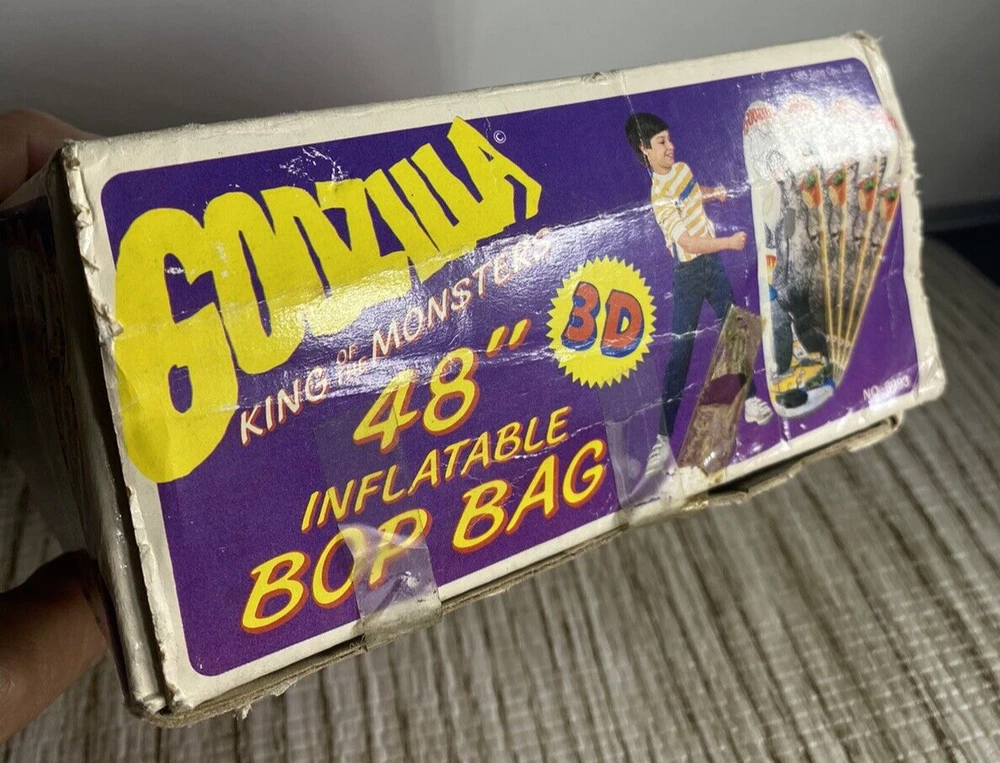 GODZILLA ©
KING OF THE MONSTERS
48"
INFLATABLE
BOP BAG
3D